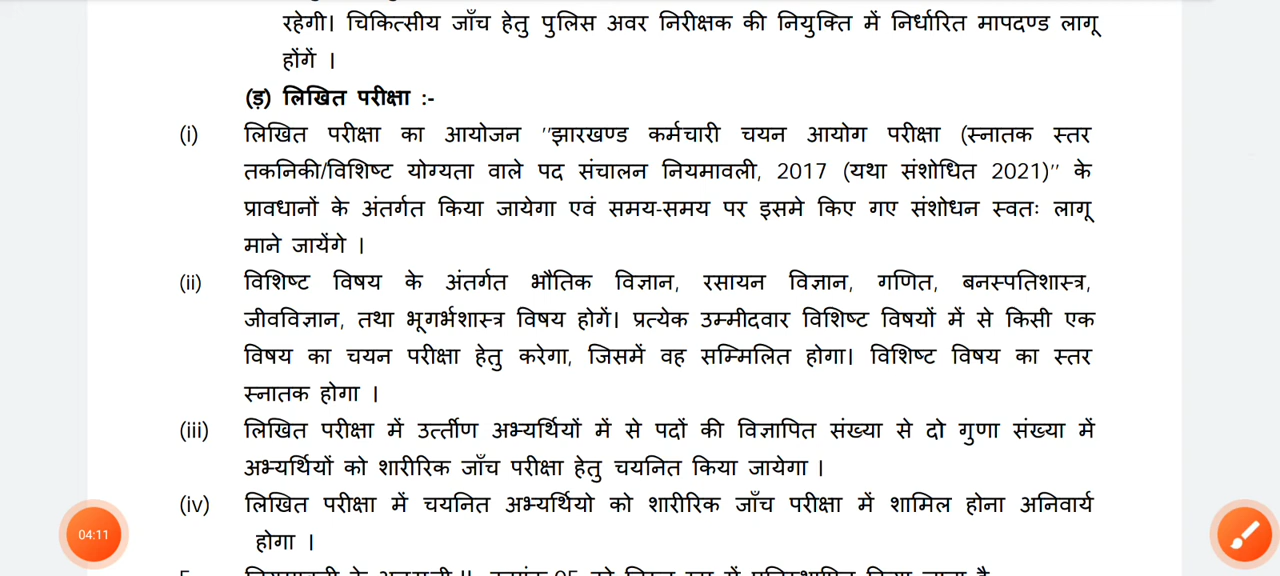 रहेगी। चिकित्सीय जाँच हेतु पुलिस अवर निरीक्षक की नियुक्ति में निर्धारित मापदण्ड लागू
होंगें ।
(ड़) लिखित परीक्षा :-
(i) लिखित परीक्षा का आयोजन ''झारखण्ड कर्मचारी चयन आयोग परीक्षा (स्नातक स्तर
तकनिकी/विशिष्ट योग्यता वाले पद संचालन नियमावली, 2017 (यथा संशोधित 2021)'' के
प्रावधानों के अंतर्गत किया जायेगा एवं समय-समय पर इसमे किए गए संशोधन स्वतः लागू
माने जायेंगे ।
(ii) विशिष्ट विषय के अंतर्गत भौतिक विज्ञान, रसायन विज्ञान, गणित, बनस्पतिशास्त्र,
जीवविज्ञान, तथा भूगर्भशास्त्र विषय होगें। प्रत्येक उम्मीदवार विशिष्ट विषयों में से किसी एक
विषय का चयन परीक्षा हेतु करेगा, जिसमें वह सम्मिलित होगा। विशिष्ट विषय का स्तर
स्नातक होगा ।
(iii) लिखित परीक्षा में उर्त्तीण अभ्यर्थियों में से पदों की विज्ञापित संख्या से दो गुणा संख्या में
अभ्यर्थियों को शारीरिक जाँच परीक्षा हेतु चयनित किया जायेगा ।
(iv) लिखित परीक्षा में चयनित अभ्यर्थियो को शारीरिक जाँच परीक्षा में शामिल होना अनिवार्य
होगा ।
04:11